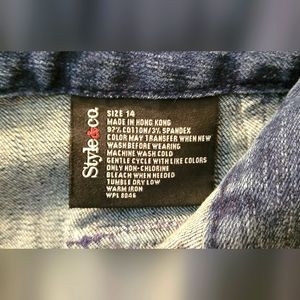 Style&co.
SIZE 14
MADE IN HONG KONG
97% COTTON/3% SPANDEX
COLOR MAY TRANSFER WHEN NEW
WASH BEFORE WEARING
MACHINE WASH COLD
GENTLE CYCLE WITH LIKE COLORS
ONLY NON-CHLORINE
BLEACH WHEN NEEDED
TUMBLE DRY LOW
WARM IRON
WPL 8046